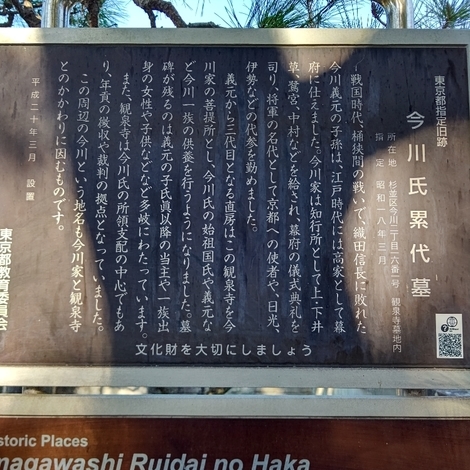 東京都指定旧跡
今川氏累代墓
所在地 杉並区今川二丁目一六番一号 観泉寺墓地内
指定 昭和一八年三月
戦国時代、桶狭間の戦いで、織田信長に敗れた
今川義元の子孫は、江戸時代には高家として幕
府に仕えました。今川家は知行所として上・下井
草、鷺宮、中村などを給られ、幕府の儀式典礼を
司り、将軍の名代として京都への使者や、日光、
伊勢などの代参を勤めました。
義元から三代目となる直房はこの観泉寺を今
川家の菩提所とし、今川氏の始祖国氏や義元な
ど今川一族の供養を行うようになりました。墓
碑が残るのは義元の子氏真以降の当主や一族出
身の女性や子供などなど多岐にわたっています。
また、観泉寺は今川氏の所領支配の中心でもあ
り、年貢の徴収や裁判の拠点となっていました。
この周辺の今川という地名も今川家と観泉寺
とのかかわりに因むものです。
平成二十年三月 設置
東京都教育委員会
文化財を大切にしましょう
storic Places
magawashi Ruidai no Haka